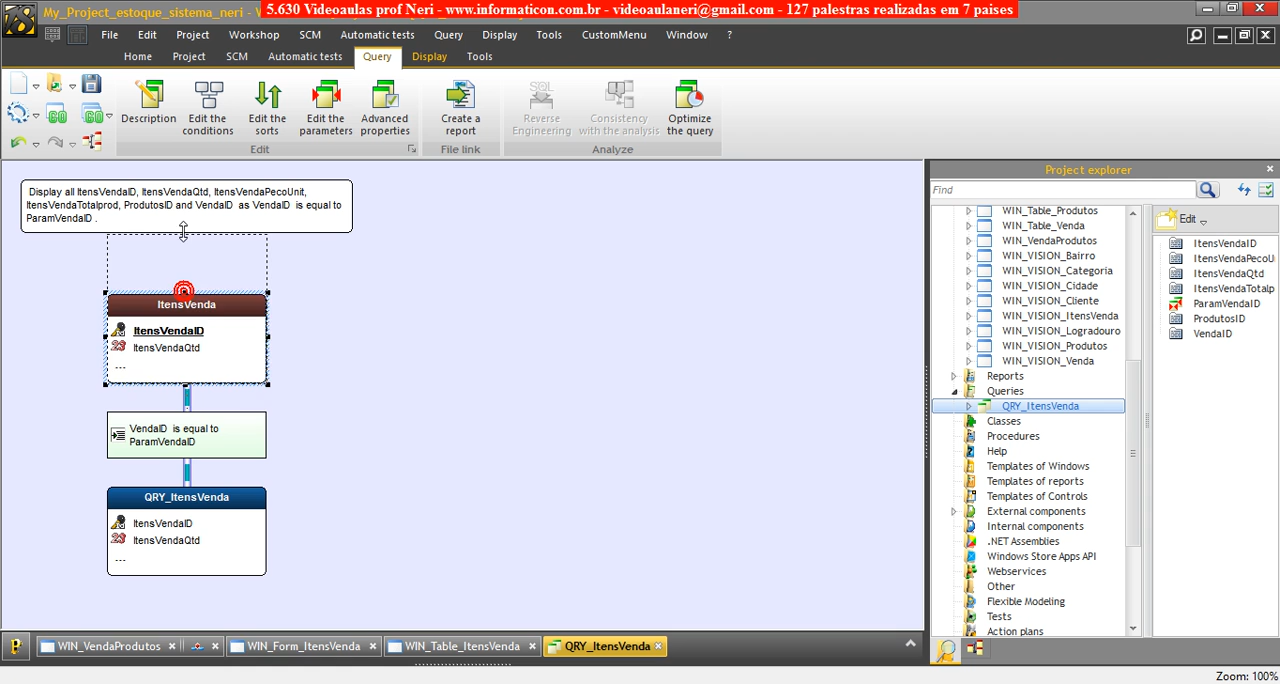 My_Project_estoque_sistema_neri - WI
5.630 Videoaulas prof Neri - www.informaticon.com.br - videoaulaneri@gmail.com - 127 palestras realizadas em 7 paises
File Edit Project Workshop SCM Automatic tests Query Display Tools CustomMenu Window ?
Home Project SCM Automatic tests Query Display Tools
Description
Edit the conditions
Edit the sorts
Edit the parameters
Advanced properties
Create a report
SQL
Reverse Engineering
Consistency with the analysis
Optimize the query
GO
GO
Edit
File link
Analyze
Display all ItensVendaID, ItensVendaQtd, ItensVendaPecoUnit,
ItensVendaTotalprod, ProdutosID and VendaID as VendaID is equal to
ParamVendaID .
ItensVenda
ItensVendaID
ItensVendaQtd
...
VendaID is equal to
ParamVendaID
QRY_ItensVenda
ItensVendaID
ItensVendaQtd
...
Project explorer
Find
WIN_Table_Produtos
WIN_Table_Venda
WIN_VendaProdutos
WIN_VISION_Bairro
WIN_VISION_Categoria
WIN_VISION_Cidade
WIN_VISION_Cliente
WIN_VISION_ItensVenda
WIN_VISION_Logradouro
WIN_VISION_Produtos
WIN_VISION_Venda
Reports
Queries
QRY_ItensVenda
Classes
Procedures
Help
Templates of Windows
Templates of reports
Templates of Controls
External components
Internal components
.NET Assemblies
Windows Store Apps API
Webservices
Other
Flexible Modeling
Tests
Action plans
Edit
ItensVendaID
ItensVendaPecoU
ItensVendaQtd
ItensVendaTotalp
ParamVendaID
ProdutosID
VendaID
WIN_VendaProdutos WIN_Form_ItensVenda WIN_Table_ItensVenda QRY_ItensVenda
Zoom: 100%